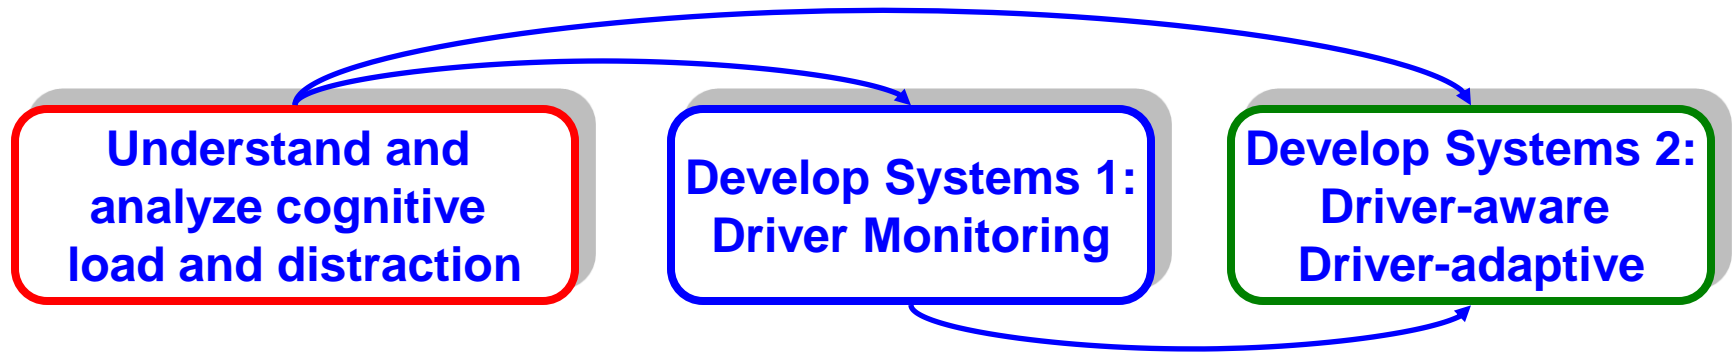 Understand and
analyze cognitive
load and distraction
Develop Systems 1:
Driver Monitoring
Develop Systems 2:
Driver-aware
Driver-adaptive